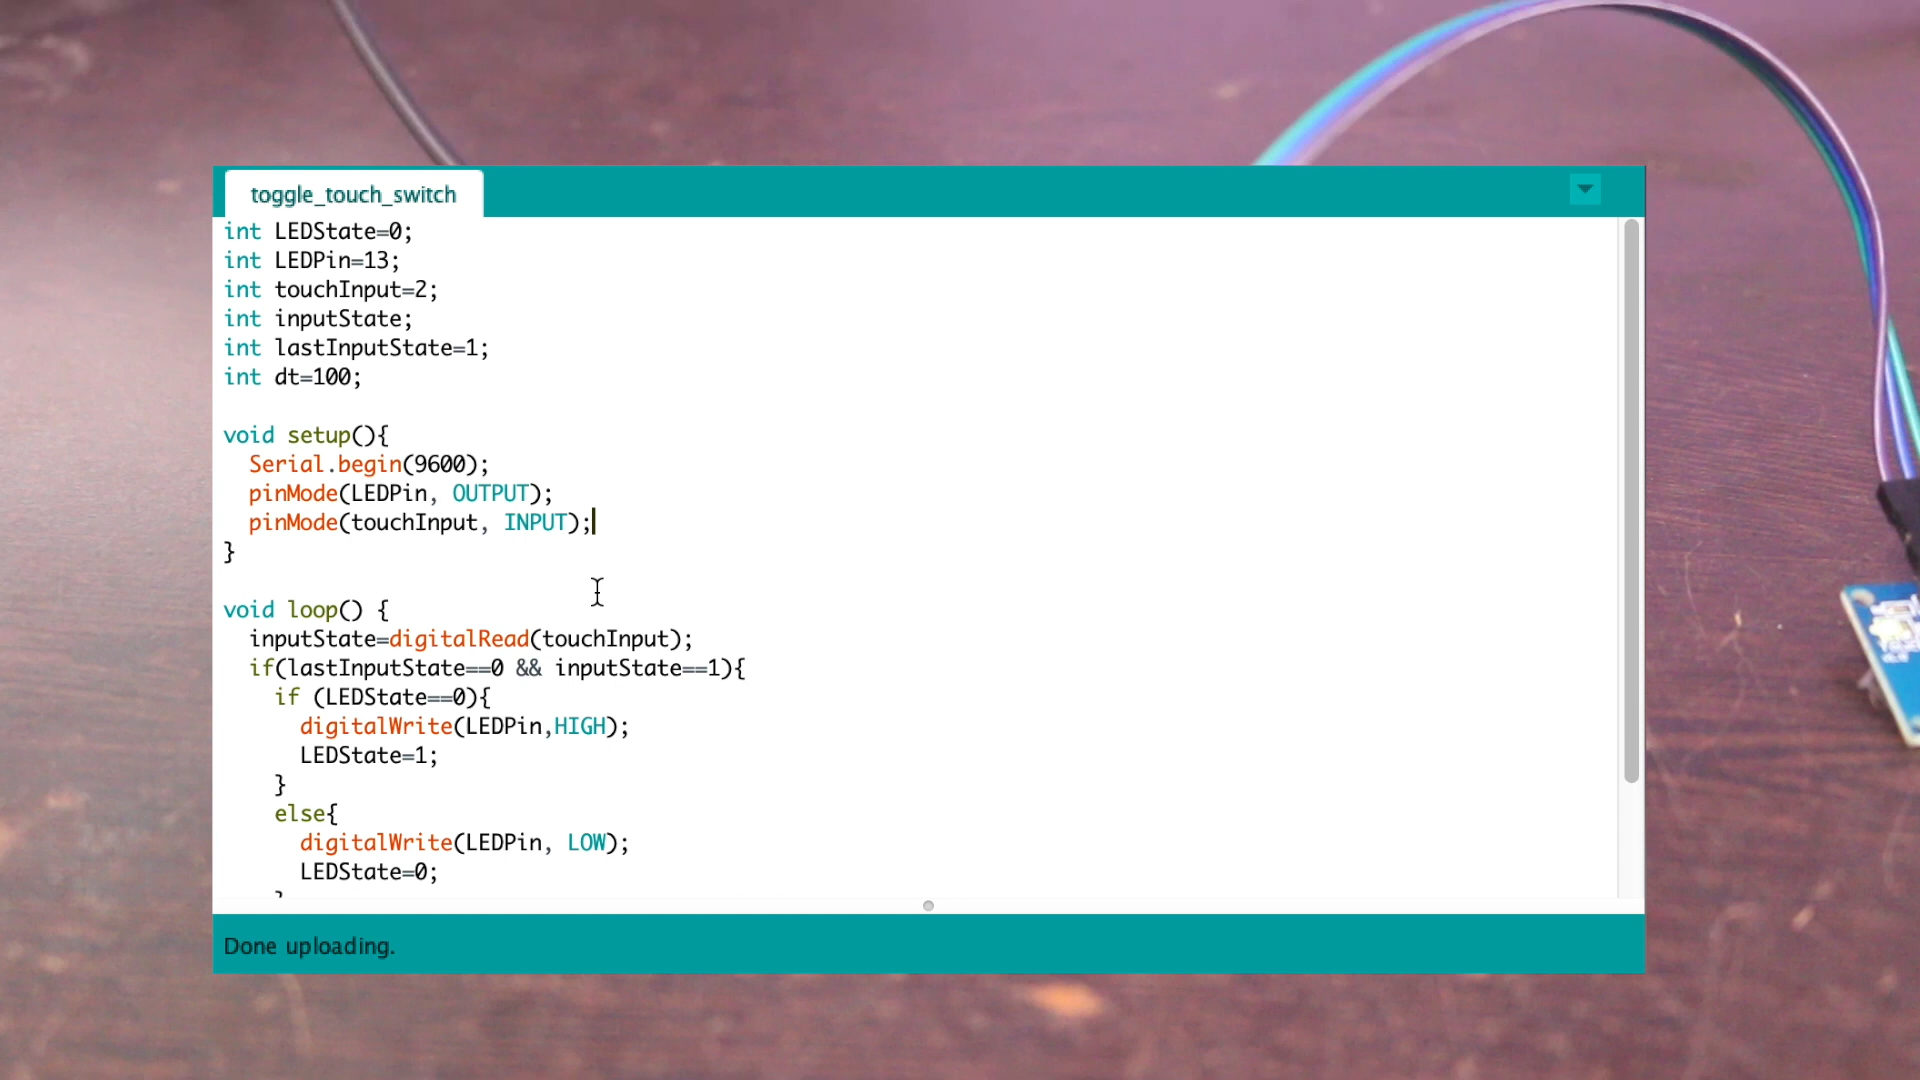 toggle_touch_switch
int LEDState=0;
int LEDPin=13;
int touchInput=2;
int inputState;
int lastInputState=1;
int dt=100;
void setup(){
Serial.begin(9600);
pinMode(LEDPin, OUTPUT);
pinMode(touchInput, INPUT);
}
void loop() {
inputState=digitalRead(touchInput);
if(lastInputState==0 && inputState==1){
if (LEDState==0){
digitalWrite(LEDPin,HIGH);
LEDState=1;
}
else{
digitalWrite(LEDPin, LOW);
LEDState=0;
Done uploading.